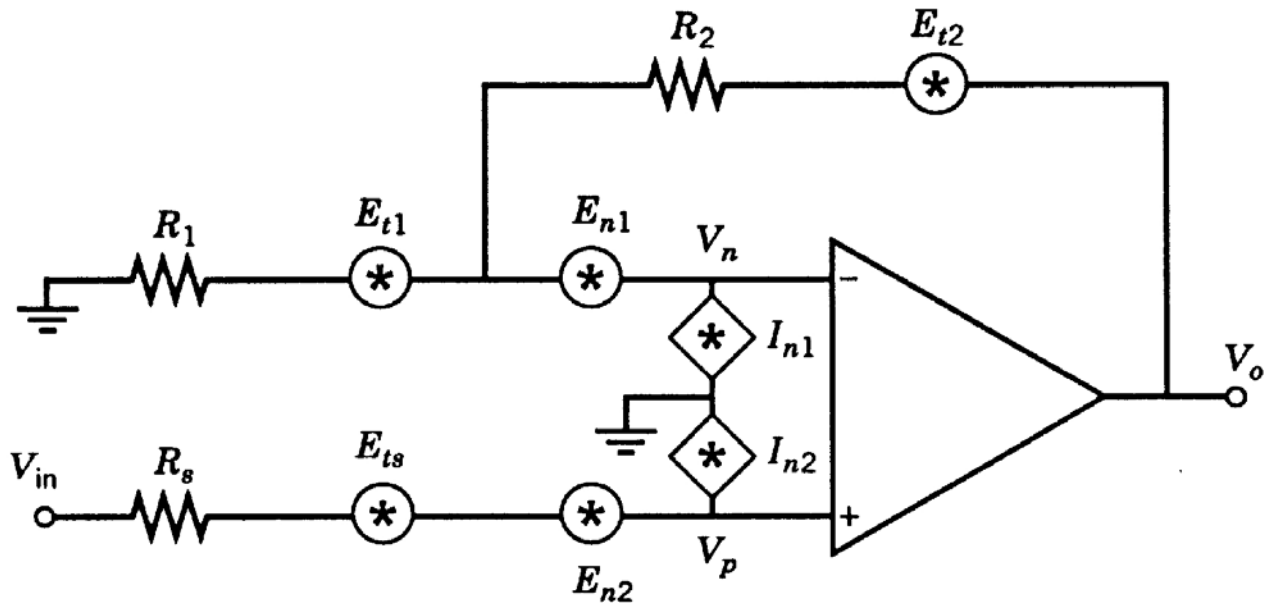 R2
Et2
R1
Et1
En1
Vn
−
In1
Vo
Vin
Rs
Ets
In2
+
En2
Vp